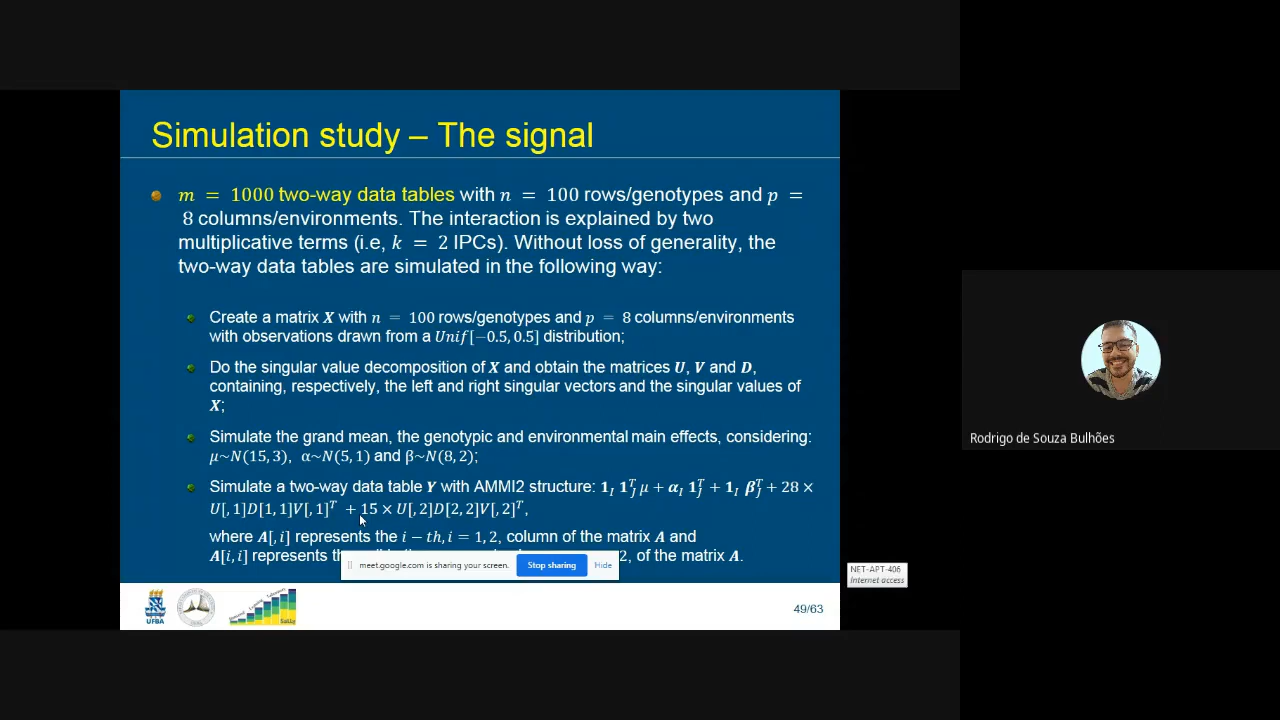 Simulation study – The signal
m = 1000 two-way data tables with n = 100 rows/genotypes and p =
8 columns/environments. The interaction is explained by two
multiplicative terms (i.e, k = 2 IPCs). Without loss of generality, the
two-way data tables are simulated in the following way:
Create a matrix X with n = 100 rows/genotypes and p = 8 columns/environments
with observations drawn from a Unif[−0.5, 0.5] distribution;
Do the singular value decomposition of X and obtain the matrices U, V and D,
containing, respectively, the left and right singular vectors and the singular values of
X;
Simulate the grand mean, the genotypic and environmental main effects, considering:
μ~N(15, 3), α~N(5, 1) and β~N(8, 2);
Simulate a two-way data table Y with AMMI2 structure: 1_I 1_J^T μ + α_I 1_J^T + 1_I β_J^T + 28 ×
U[, 1]D[1, 1]V[, 1]^T + 15 × U[, 2]D[2, 2]V[, 2]^T,
where A[, i] represents the i − th, i = 1, 2, column of the matrix A and
A[i, i] represents 2, of the matrix A.
meet.google.com is sharing your screen. Stop sharing Hide
UFBA
49/63
NET-APT-406
Internet access
Rodrigo de Souza Bulhões